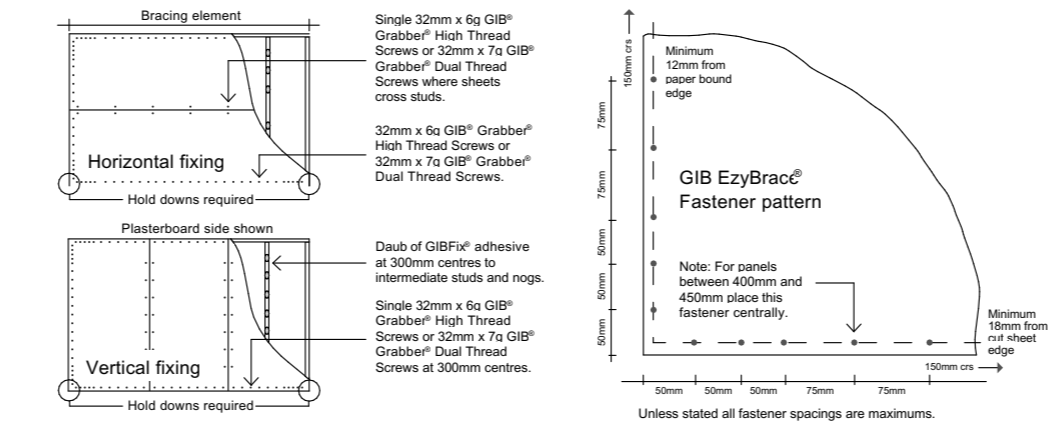 Bracing element
Single 32mm x 6g GIB®
Grabber® High Thread
Screws or 32mm x 7g GIB®
Grabber® Dual Thread
Screws where sheets
cross studs.
32mm x 6g GIB® Grabber®
High Thread Screws or
32mm x 7g GIB® Grabber®
Dual Thread Screws.
Horizontal fixing
Hold downs required
Plasterboard side shown
Daub of GIBFix® adhesive
at 300mm centres to
intermediate studs and nogs.
Single 32mm x 6g GIB®
Grabber® High Thread
Screws or 32mm x 7g GIB®
Grabber® Dual Thread
Screws at 300mm centres.
Vertical fixing
Hold downs required
150mm crs
Minimum
12mm from
paper bound
edge
75mm
75mm
50mm
50mm
50mm
GIB EzyBrace®
Fastener pattern
Note: For panels
between 400mm and
450mm place this
fastener centrally.
Minimum
18mm from
cut sheet
edge
150mm crs
50mm
50mm
50mm
75mm
75mm
Unless stated all fastener spacings are maximums.